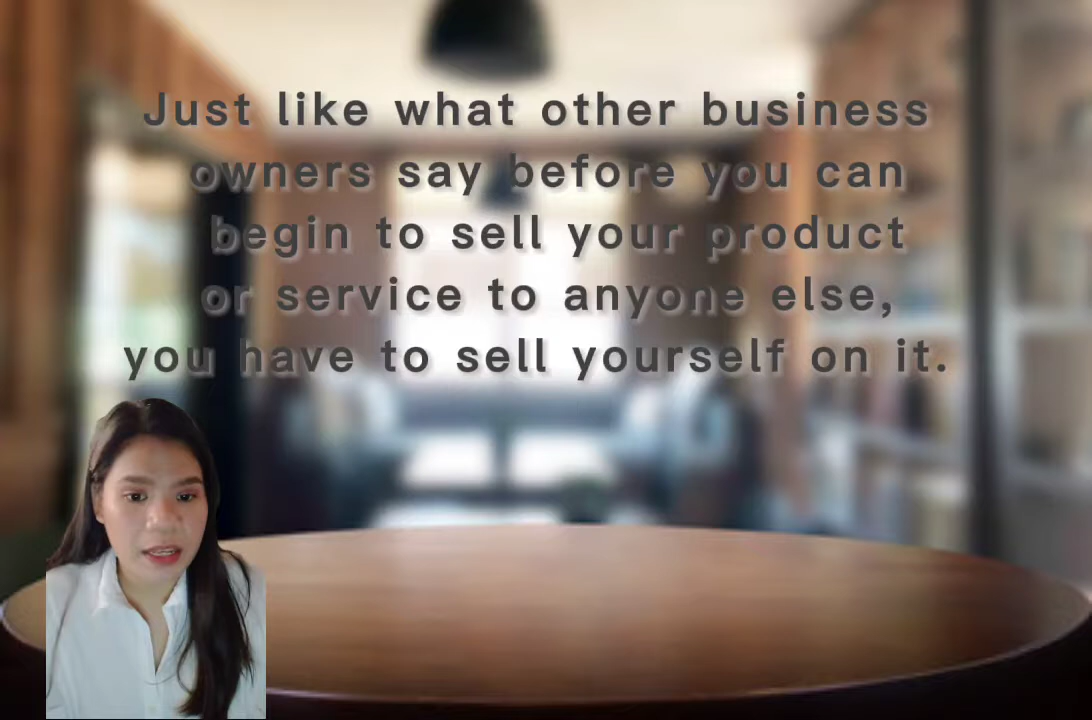 Just like what other business
owners say before you can
begin to sell your product
or service to anyone else,
you have to sell yourself on it.